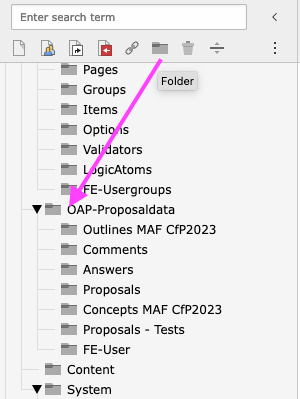 Enter search term
Folder
Pages
Groups
Items
Options
Validators
LogicAtoms
FE-Usergroups
OAP-Proposaldata
Outlines MAF CfP2023
Comments
Answers
Proposals
Concepts MAF CfP2023
Proposals - Tests
FE-User
Content
System